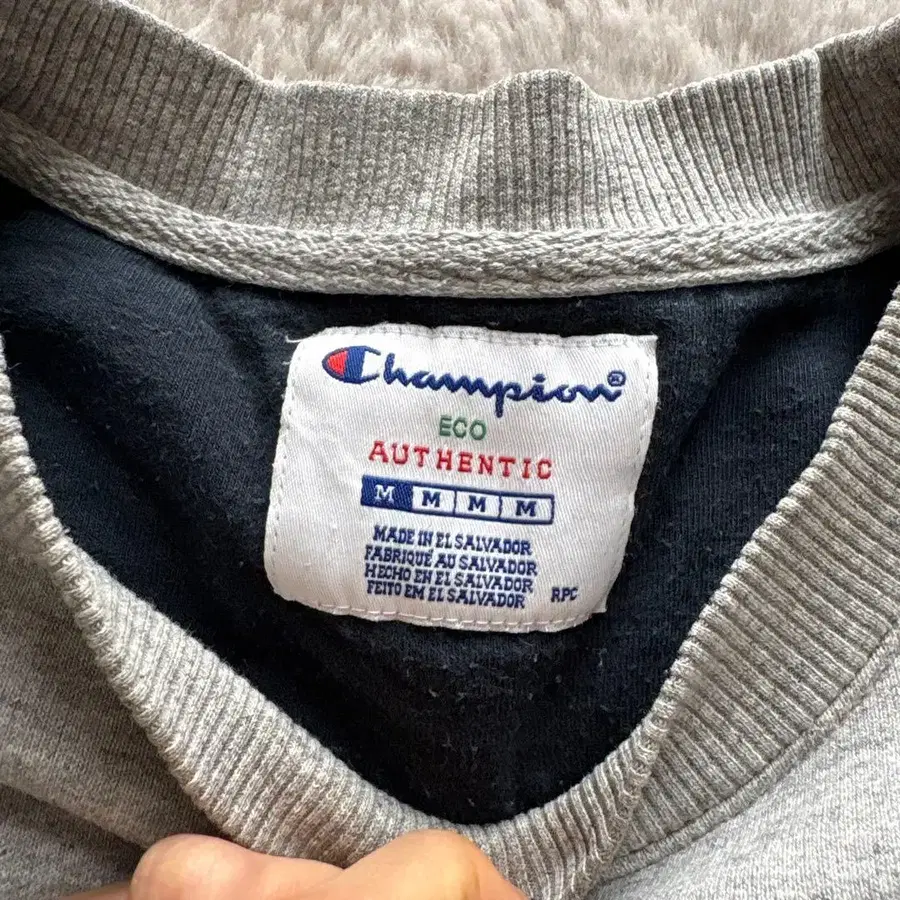 Champion®
ECO
AUTHENTIC
M M M M
MADE IN EL SALVADOR
FABRIQUÉ AU SALVADOR
HECHO EN EL SALVADOR
FEITO EM EL SALVADOR RPC